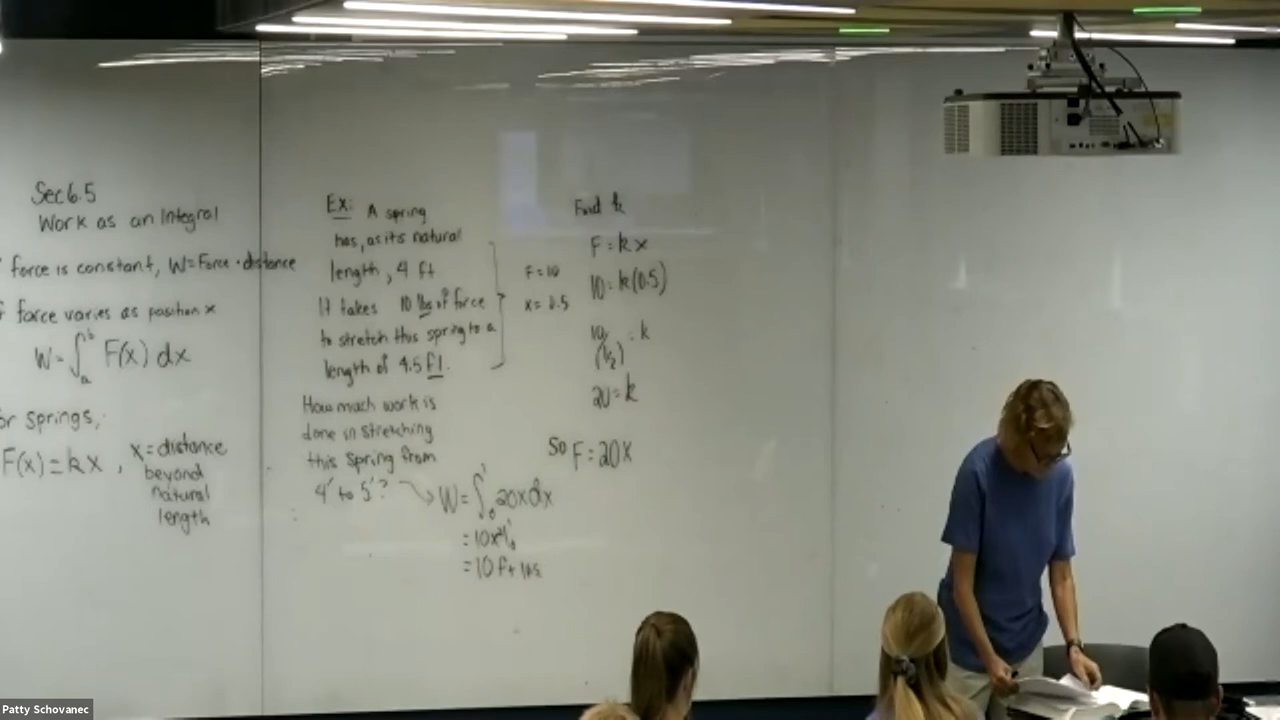 Sec 6.5
Work as an Integral
force is constant, W=Force · distance
force varies as position x
W=∫ₐᵇ F(x) dx
or springs,
F(x)=kx, x=distance
beyond
natural
length
Ex: A spring
has, as its natural
length, 4 ft
It takes 10 lbs of force
to stretch this spring to a
length of 4.5 ft.
How much work is
done in stretching
this spring from
4' to 5'?
F=10
x=0.5
W=∫₀¹ 20x dx
=10x²|₀¹
=10 ft lbs
Find k
F=kx
10=k(0.5)
10/(1/2)=k
20=k
So F=20x
Patty Schovanec